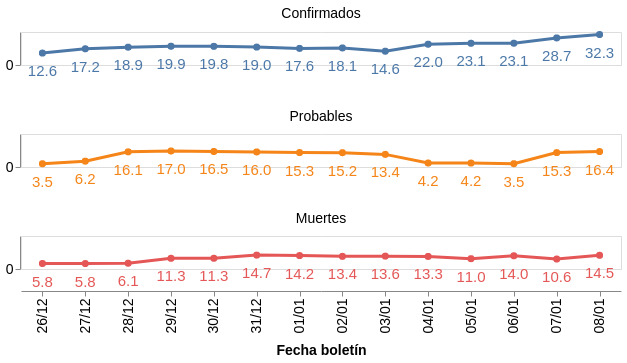 Confirmados
0
12.6 17.2 18.9 19.9 19.8 19.0 17.6 18.1 14.6 22.0 23.1 23.1 28.7 32.3
Probables
0
3.5 6.2 16.1 17.0 16.5 16.0 15.3 15.2 13.4 4.2 4.2 3.5 15.3 16.4
Muertes
0
5.8 5.8 6.1 11.3 11.3 14.7 14.2 13.4 13.6 13.3 11.0 14.0 10.6 14.5
26/12 27/12 28/12 29/12 30/12 31/12 01/01 02/01 03/01 04/01 05/01 06/01 07/01 08/01
Fecha boletín